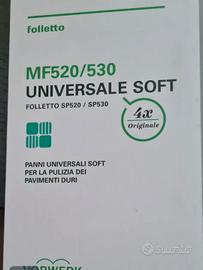 folletto
MF520/530
UNIVERSALE SOFT
FOLLETTO SP520 / SP530
4x
Originale
PANNI UNIVERSALI SOFT
PER LA PULIZIA DEI
PAVIMENTI DURI
VORWERK
subito